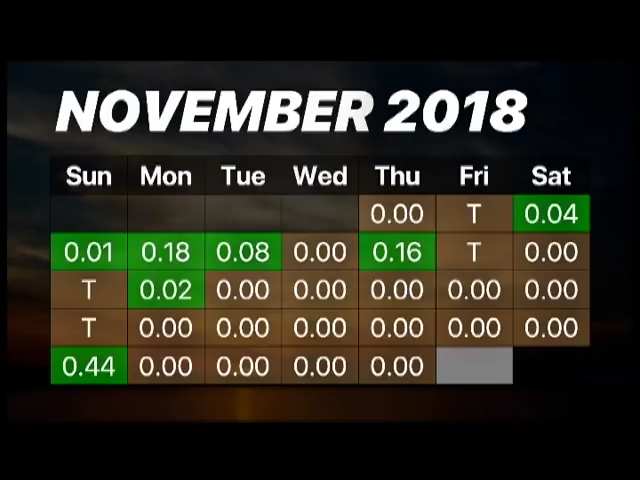 NOVEMBER 2018
Sun Mon Tue Wed Thu Fri Sat
0.00 T 0.04
0.01 0.18 0.08 0.00 0.16 T 0.00
T 0.02 0.00 0.00 0.00 0.00 0.00
T 0.00 0.00 0.00 0.00 0.00 0.00
0.44 0.00 0.00 0.00 0.00